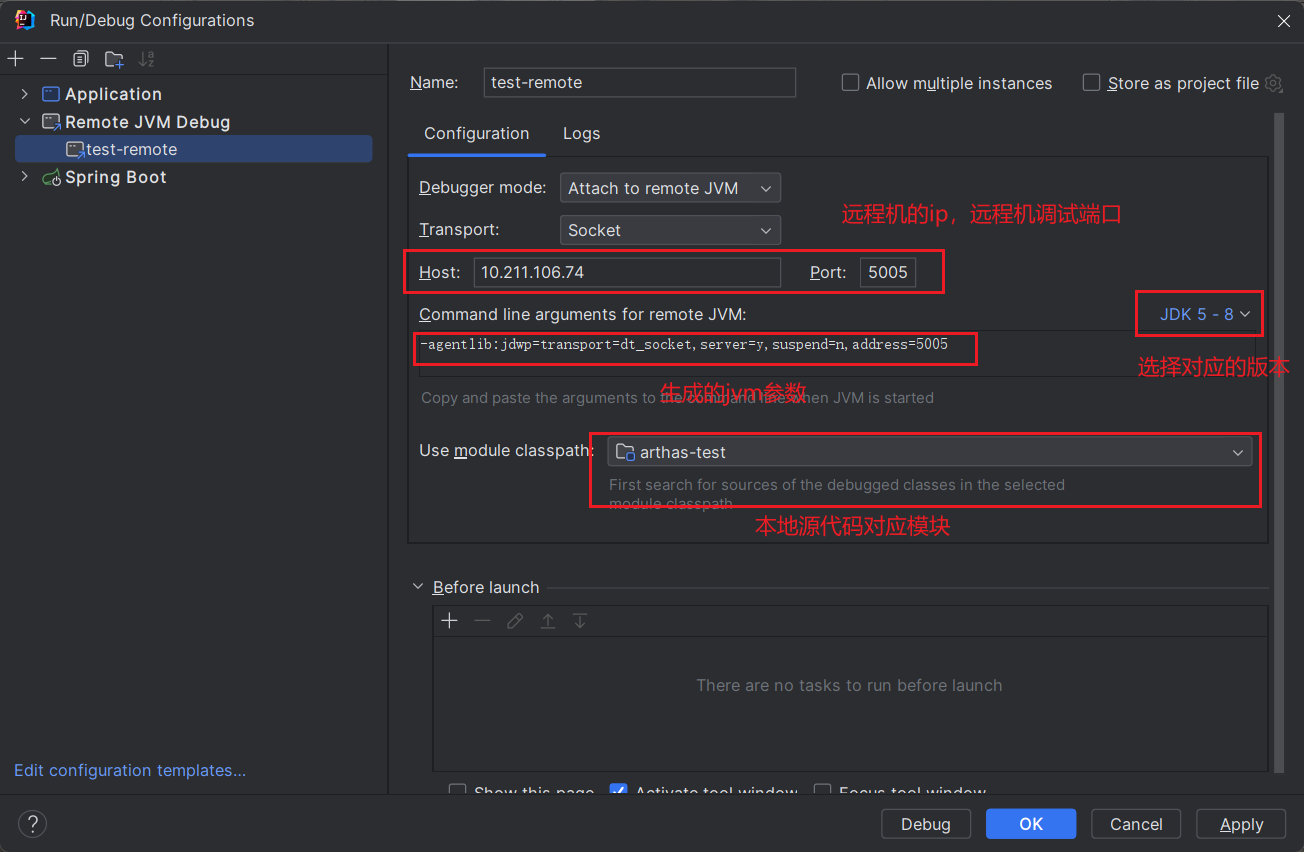 Run/Debug Configurations
Name: test-remote Allow multiple instances Store as project file
Application
Remote JVM Debug
test-remote
Spring Boot
Configuration Logs
Debugger mode: Attach to remote JVM
远程机的ip，远程机调试端口
Transport: Socket
Host: 10.211.106.74 Port: 5005
Command line arguments for remote JVM: JDK 5 - 8
-agentlib:jdwp=transport=dt_socket,server=y,suspend=n,address=5005
选择对应的版本
生成的jvm参数
Copy and paste the arguments to the command line when JVM is started
Use module classpath: arthas-test
First search for sources of the debugged classes in the selected
module classpath
本地源代码对应模块
Before launch
There are no tasks to run before launch
Edit configuration templates...
Show this page Activate tool window Focus tool window
? Debug OK Cancel Apply